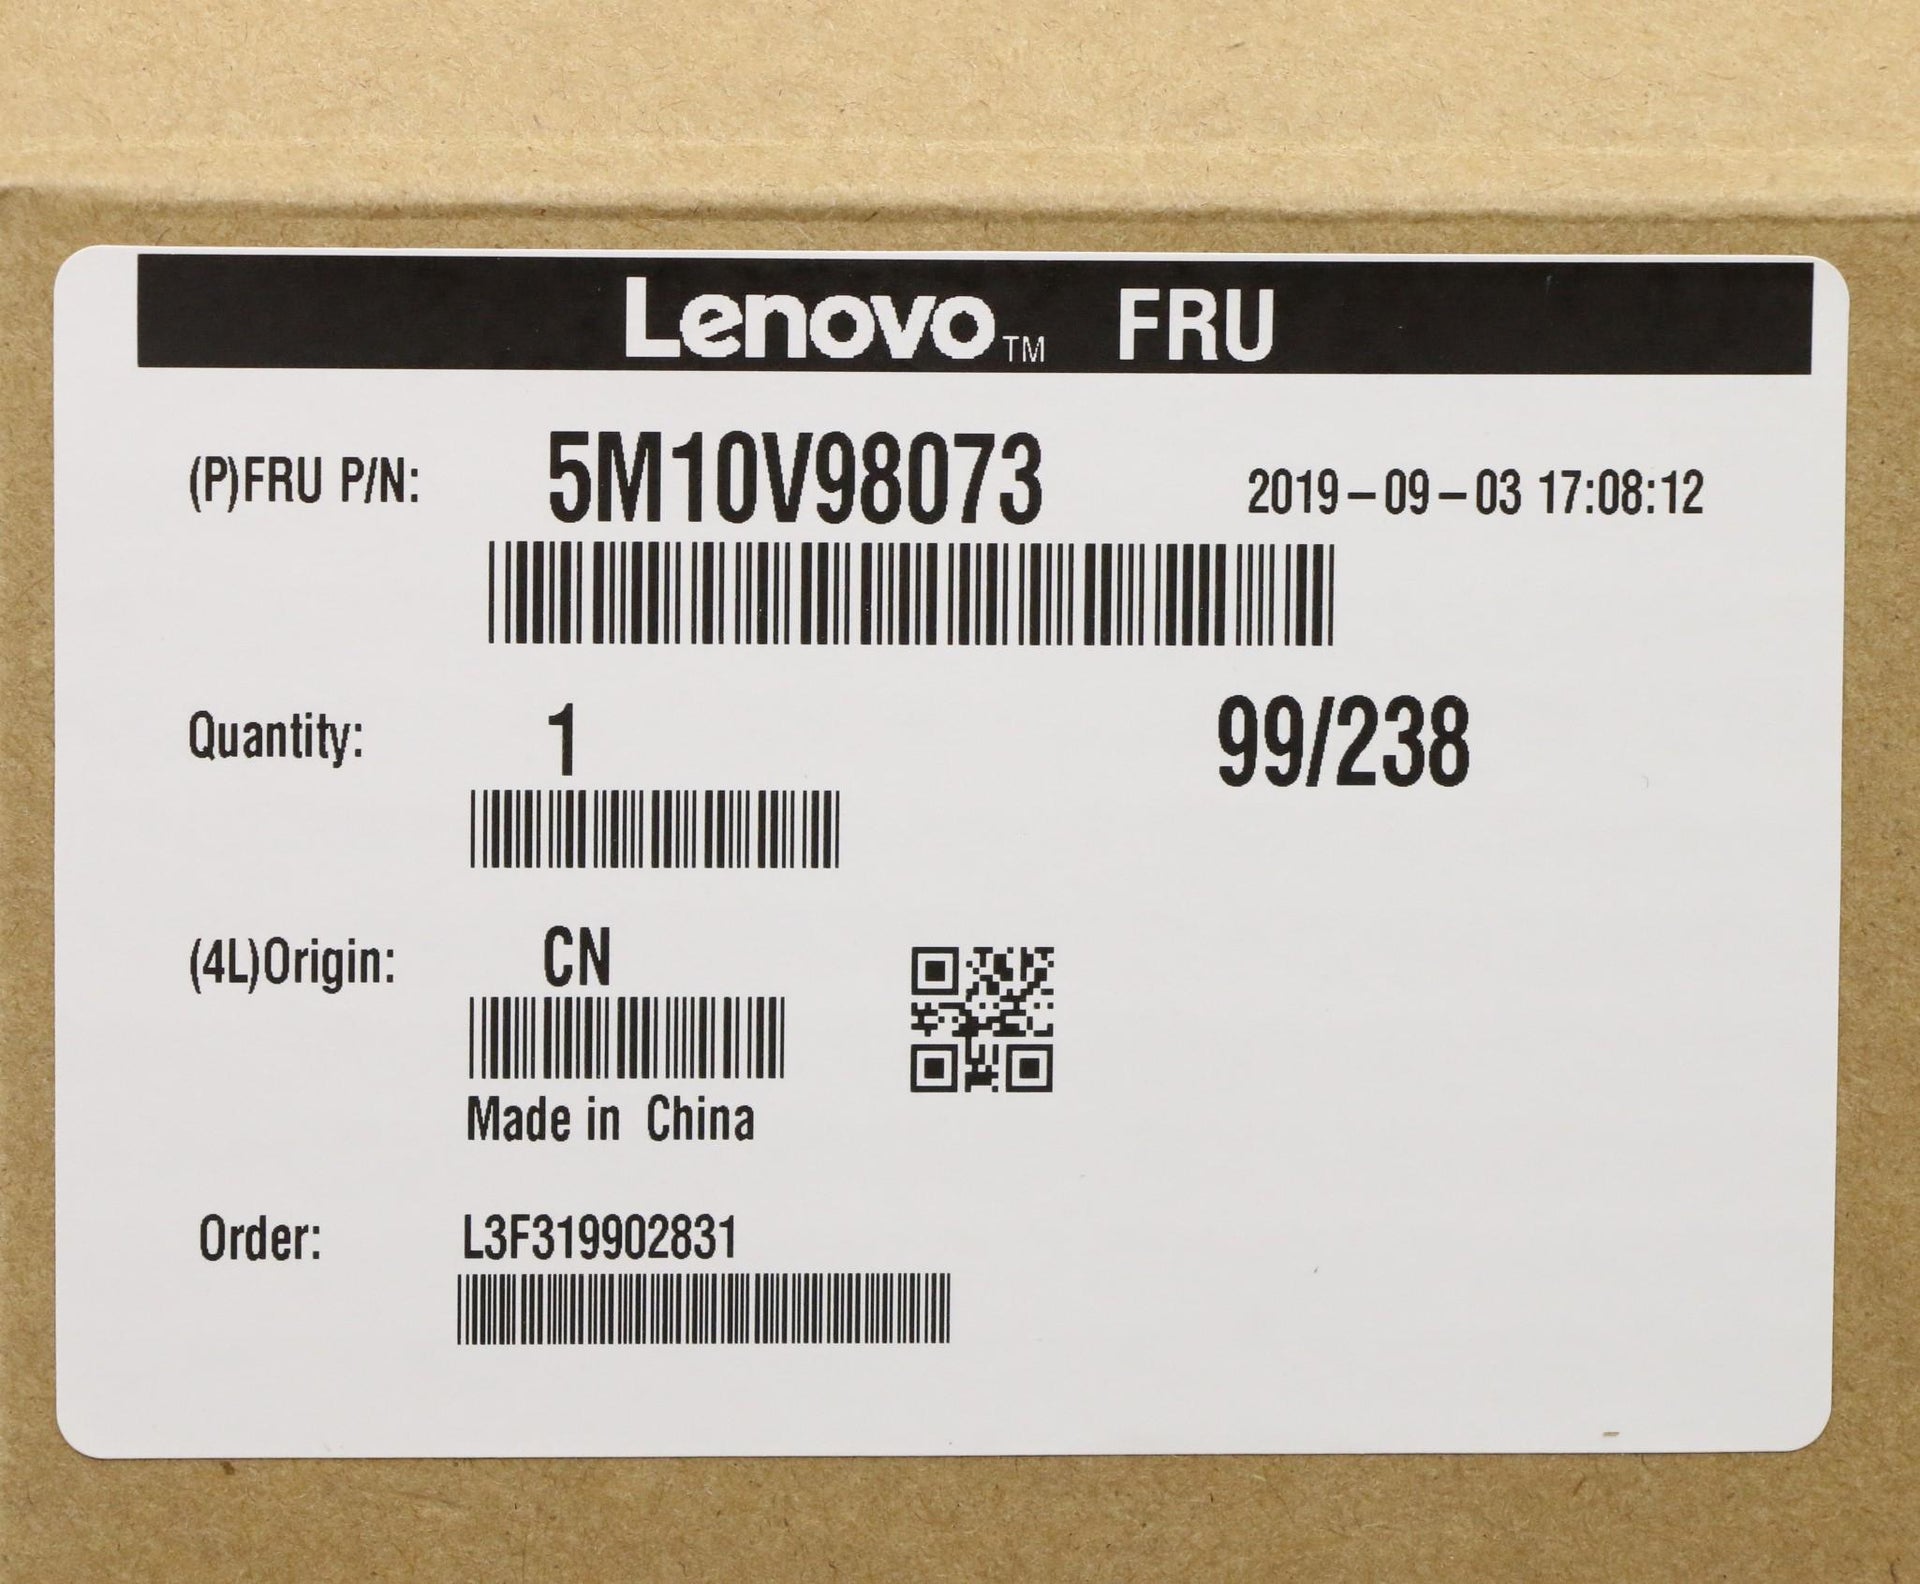 Lenovo™ FRU
(P)FRU P/N: 5M10V98073 2019-09-03 17:08:12
Quantity: 1 99/238
(4L)Origin: CN
Made in China
Order: L3F319902831